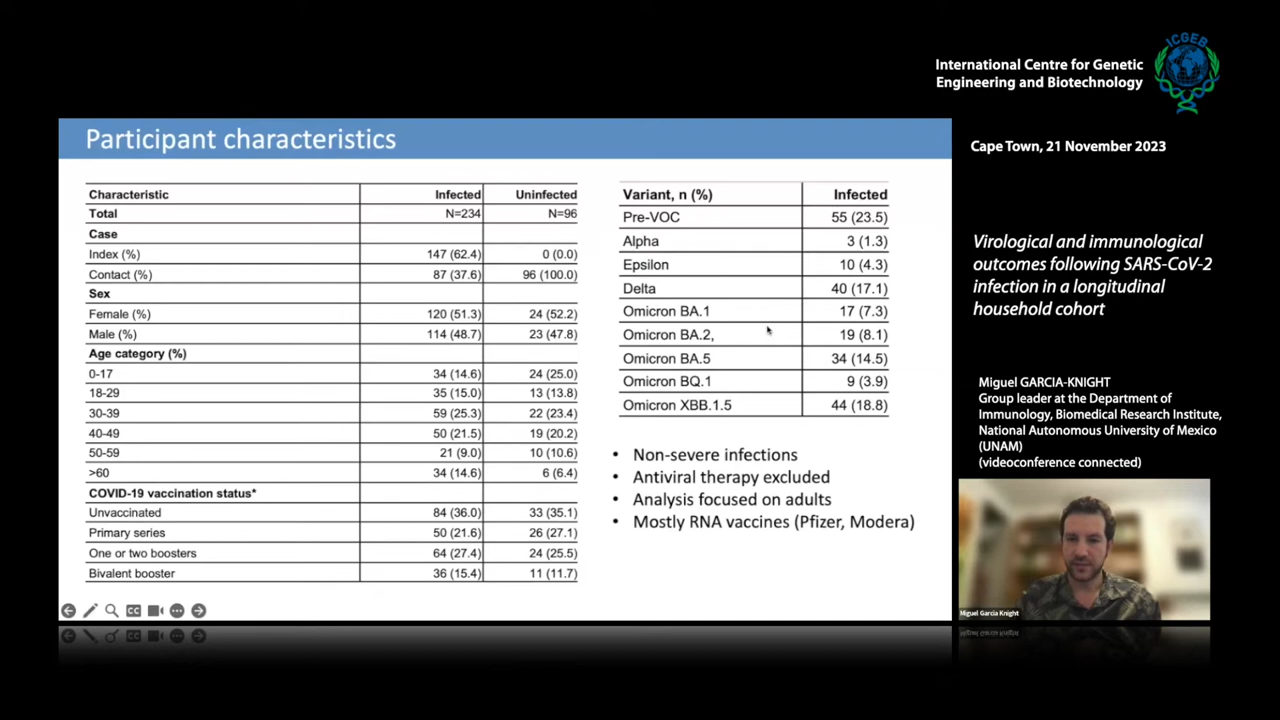 ICGEB
International Centre for Genetic
Engineering and Biotechnology
Participant characteristics
Characteristic Infected Uninfected
Total N=234 N=96
Case
Index (%) 147 (62.4) 0 (0.0)
Contact (%) 87 (37.6) 96 (100.0)
Sex
Female (%) 120 (51.3) 24 (52.2)
Male (%) 114 (48.7) 23 (47.8)
Age category (%)
0-17 34 (14.6) 24 (25.0)
18-29 35 (15.0) 13 (13.8)
30-39 59 (25.3) 22 (23.4)
40-49 50 (21.5) 19 (20.2)
50-59 21 (9.0) 10 (10.6)
>60 34 (14.6) 6 (6.4)
COVID-19 vaccination status*
Unvaccinated 84 (36.0) 33 (35.1)
Primary series 50 (21.6) 26 (27.1)
One or two boosters 64 (27.4) 24 (25.5)
Bivalent booster 36 (15.4) 11 (11.7)
Variant, n (%) Infected
Pre-VOC 55 (23.5)
Alpha 3 (1.3)
Epsilon 10 (4.3)
Delta 40 (17.1)
Omicron BA.1 17 (7.3)
Omicron BA.2, 19 (8.1)
Omicron BA.5 34 (14.5)
Omicron BQ.1 9 (3.9)
Omicron XBB.1.5 44 (18.8)
• Non-severe infections
• Antiviral therapy excluded
• Analysis focused on adults
• Mostly RNA vaccines (Pfizer, Modera)
CC
Cape Town, 21 November 2023
Virological and immunological
outcomes following SARS-CoV-2
infection in a longitudinal
household cohort
Miguel GARCIA-KNIGHT
Group leader at the Department of
Immunology, Biomedical Research Institute,
National Autonomous University of Mexico
(UNAM)
(videoconference connected)
Miguel Garcia Knight